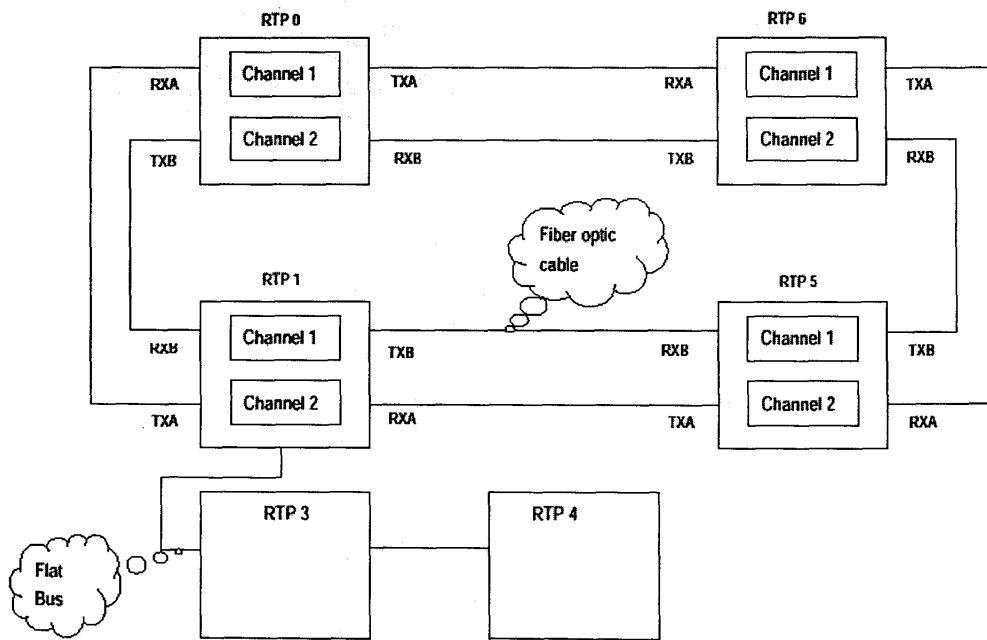 RTP 0
RTP 6
Channel 1
Channel 1
RXA
TXA
RXA
TXA
Channel 2
Channel 2
TXB
RXB
TXB
RXB
Fiber optic
cable
RTP 1
RTP 5
Channel 1
Channel 1
RXB
TXB
RXB
TXB
Channel 2
Channel 2
TXA
RXA
TXA
RXA
RTP 3
RTP 4
Flat
Bus